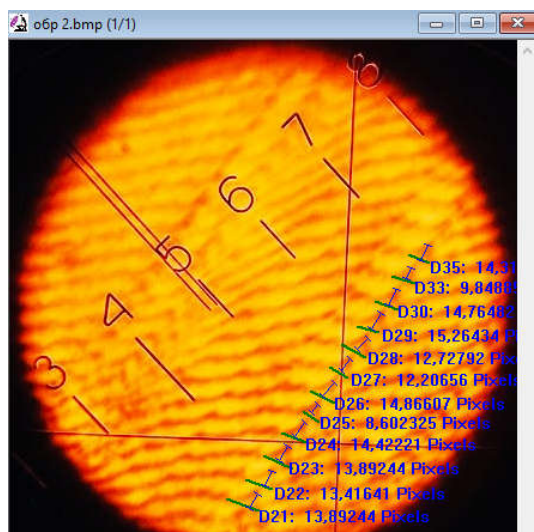 обр 2.bmp (1/1)
8
7
6
5
4
3
D35: 14,31
D33: 9,8488
D30: 14,76482
D29: 15,26434 Pi
D28: 12,72792 Pixe
D27: 12,20656 Pixels
D26: 14,86607 Pixels
D25: 8,602325 Pixels
D24: 14,42221 Pixels
D23: 13,89244 Pixels
D22: 13,41641 Pixels
D21: 13,89244 Pixels